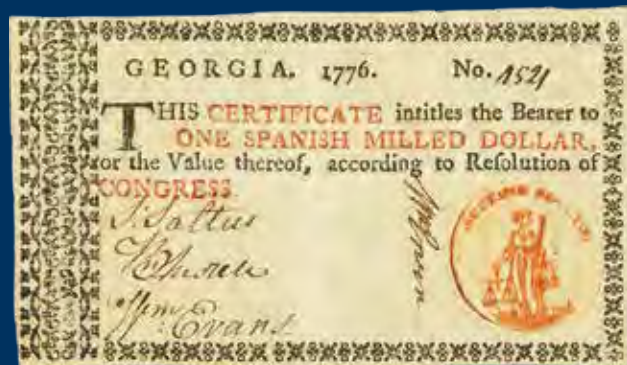 GEORGIA. 1776. No. 1521
THIS CERTIFICATE intitles the Bearer to
ONE SPANISH MILLED DOLLAR,
or the Value thereof, according to Resolution of
CONGRESS.
Wm: Evans